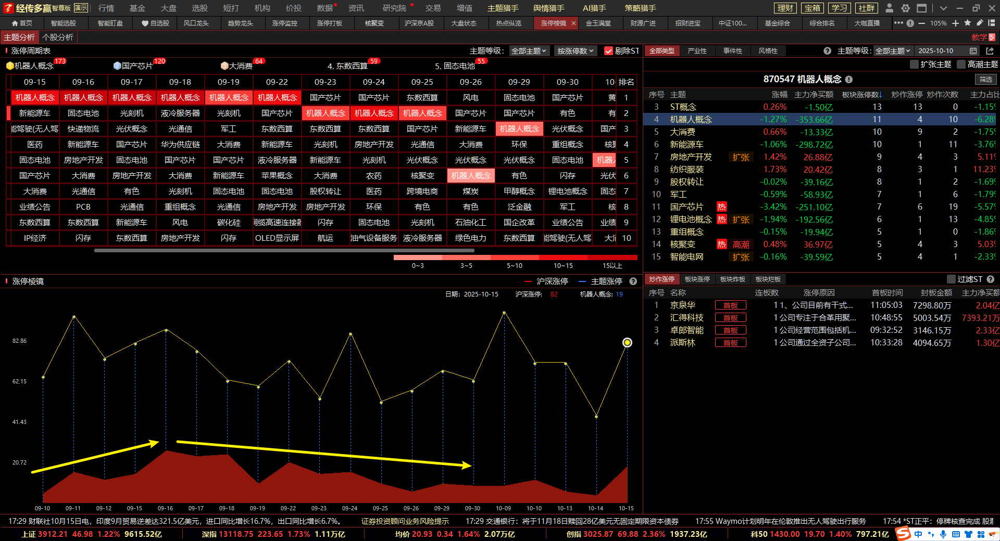 经传多赢 智尊版 演示 行情 基金 大盘 选股 短打 机构 价投 数据 资讯 研究院 交易 增值 主题猎手 舆情猎手 AI猎手 策略猎手 理财 宝箱 学习 社群
首页 智能选股 智能盯盘 自选股 风口龙头 趋势龙头 涨停监控 涨停打板 核聚变 沪深京A股 大盘状态 热点纵览 涨停棱镜 金玉满堂 财源广进 招财进宝 中证100... 基金综合 综合排名 大咖直播 105%
主题分析 个股分析 教学
涨停周期表 主题等级: 全部主题 按涨停数 剔除ST
机器人概念 173 国产芯片 120 大消费 64 4. 东数西算 59 5. 固态电池 55
09-15 09-16 09-17 09-18 09-19 09-22 09-23 09-24 09-25 09-26 09-29 09-30 10- 排名
机器人概念 机器人概念 机器人概念 机器人概念 机器人概念 机器人概念 国产芯片 国产芯片 东数西算 风电 固态电池 国产芯片 黄 1
新能源车 固态电池 光刻机 液冷服务器 光刻机 国产芯片 机器人概念 机器人概念 机器人概念 国产芯片 国产芯片 有色 有 2
能驾驶(无人驾 快递物流 光伏概念 光通信 军工 东数西算 东数西算 东数西算 国产芯片 新能源车 机器人概念 光伏概念 国产 3
医药 新能源车 国产芯片 华为供应链 大消费 新能源车 光刻机 房地产开发 光通信 大消费 环保 重组概念 核聚 4
固态电池 房地产开发 固态电池 国产芯片 国产芯片 液冷服务器 新能源车 光刻机 光伏概念 光伏概念 光伏概念 固态电池 机器 5
国产芯片 大消费 房地产开发 大消费 新能源车 苹果概念 大消费 农药 核聚变 机器人概念 有色 闪存 光伏 6
大消费 光通信 有色 光刻机 固态电池 固态电池 股权转让 医药 跨境电商 煤炭 甲醇概念 锂电池概念 固态 7
业绩公告 PCB 光通信 重组概念 光通信 房地产开发 房地产开发 环保 有色 有色 泛金融 军工 核 8
东数西算 东数西算 新能源车 风电 碳化硅 铜缆高速连接器 闪存 固态电池 光刻机 石油化工 国企改革 业绩公告 业绩 9
IP经济 闪存 东数西算 房地产开发 闪存 OLED显示屏 航运 油气设备服务 液冷服务器 绿色电力 东数西算 能驾驶(无人驾 大消 10
0~3 3~5 5~10 10~15 15以上
涨停棱镜 沪深涨停 主题涨停
日期: 2025-10-15 沪深涨停: 82 机器人概念: 19
82.86
62.15
41.43
20.72
09-10 09-11 09-12 09-15 09-16 09-17 09-18 09-19 09-22 09-23 09-24 09-25 09-26 09-29 09-30 10-09 10-10 10-13 10-14 10-15
全部类型 产业性 事件性 风格性 主题等级: 全部主题 2025-10-10
扩张主题 高潮主题
870547 机器人概念 筛选
序号 主题 涨幅 主力净买额 板块涨停数↓ 炒作涨停 炒作次数 主力占比
3 ST概念 0.26% -1.50亿 13 13 0 -1.15%
4 机器人概念 -1.27% -353.66亿 11 4 10 -6.28%
5 大消费 0.66% -13.33亿 10 9 2 -1.75%
6 新能源车 -1.06% -298.72亿 10 1 11 -3.76%
7 房地产开发 扩张 1.42% 26.88亿 9 4 3 5.11%
8 纺织服装 1.73% 20.42亿 8 3 1 11.23%
9 股权转让 -0.02% -39.16亿 8 1 2 -1.69%
10 军工 -0.59% -58.93亿 7 1 6 -1.79%
11 国产芯片 热 -3.42% -251.10亿 7 6 19 -5.57%
12 锂电池概念 热 扩张 -1.94% -192.56亿 6 1 13 -4.85%
13 重组概念 -0.15% -19.94亿 5 1 0 -1.86%
14 核聚变 热 高潮 0.48% 36.97亿 5 4 3 5.03%
15 智能电网 扩张 -0.16% -39.59亿 5 4 1 -2.33%
炒作涨停 板块涨停 板块炸板 板块烂板 过滤ST
序号 名称 连板数 涨停原因 首板时间 封板金额 主力净买额
1 京泉华 首板 1 1、公司目前有干式... 11:05:03 7298.80万 2.04亿
2 汇得科技 首板 1 公司专注于合革用聚... 10:48:55 5003.54万 7393.21万
3 卓郎智能 首板 1 公司经营范围包括机... 09:32:52 3146.15万 2.33亿
4 派斯林 首板 1 公司通过全资子公司... 10:33:28 4094.65万 1.30亿
17:29 财联社10月15日电，印度9月贸易逆差达321.5亿美元，进口同比增长16.7%，出口同比增长6.7%。 证券投资顾问业务风险提示 17:29 交通银行：将于11月18日赎回28亿美元无固定期限资本债券 17:55 Waymo计划明年在伦敦推出无人驾驶出行服务 17:54 *ST正平：停牌核查完成 股票
上证 3912.21 46.98 1.22% 9615.52亿 深指 13118.75 223.65 1.73% 1.11万亿 均价 20.93 0.34 1.64% 2.07万亿 创指 3025.87 69.88 2.36% 1937.23亿 科50 1430.00 19.70 1.40% 797.21亿 中